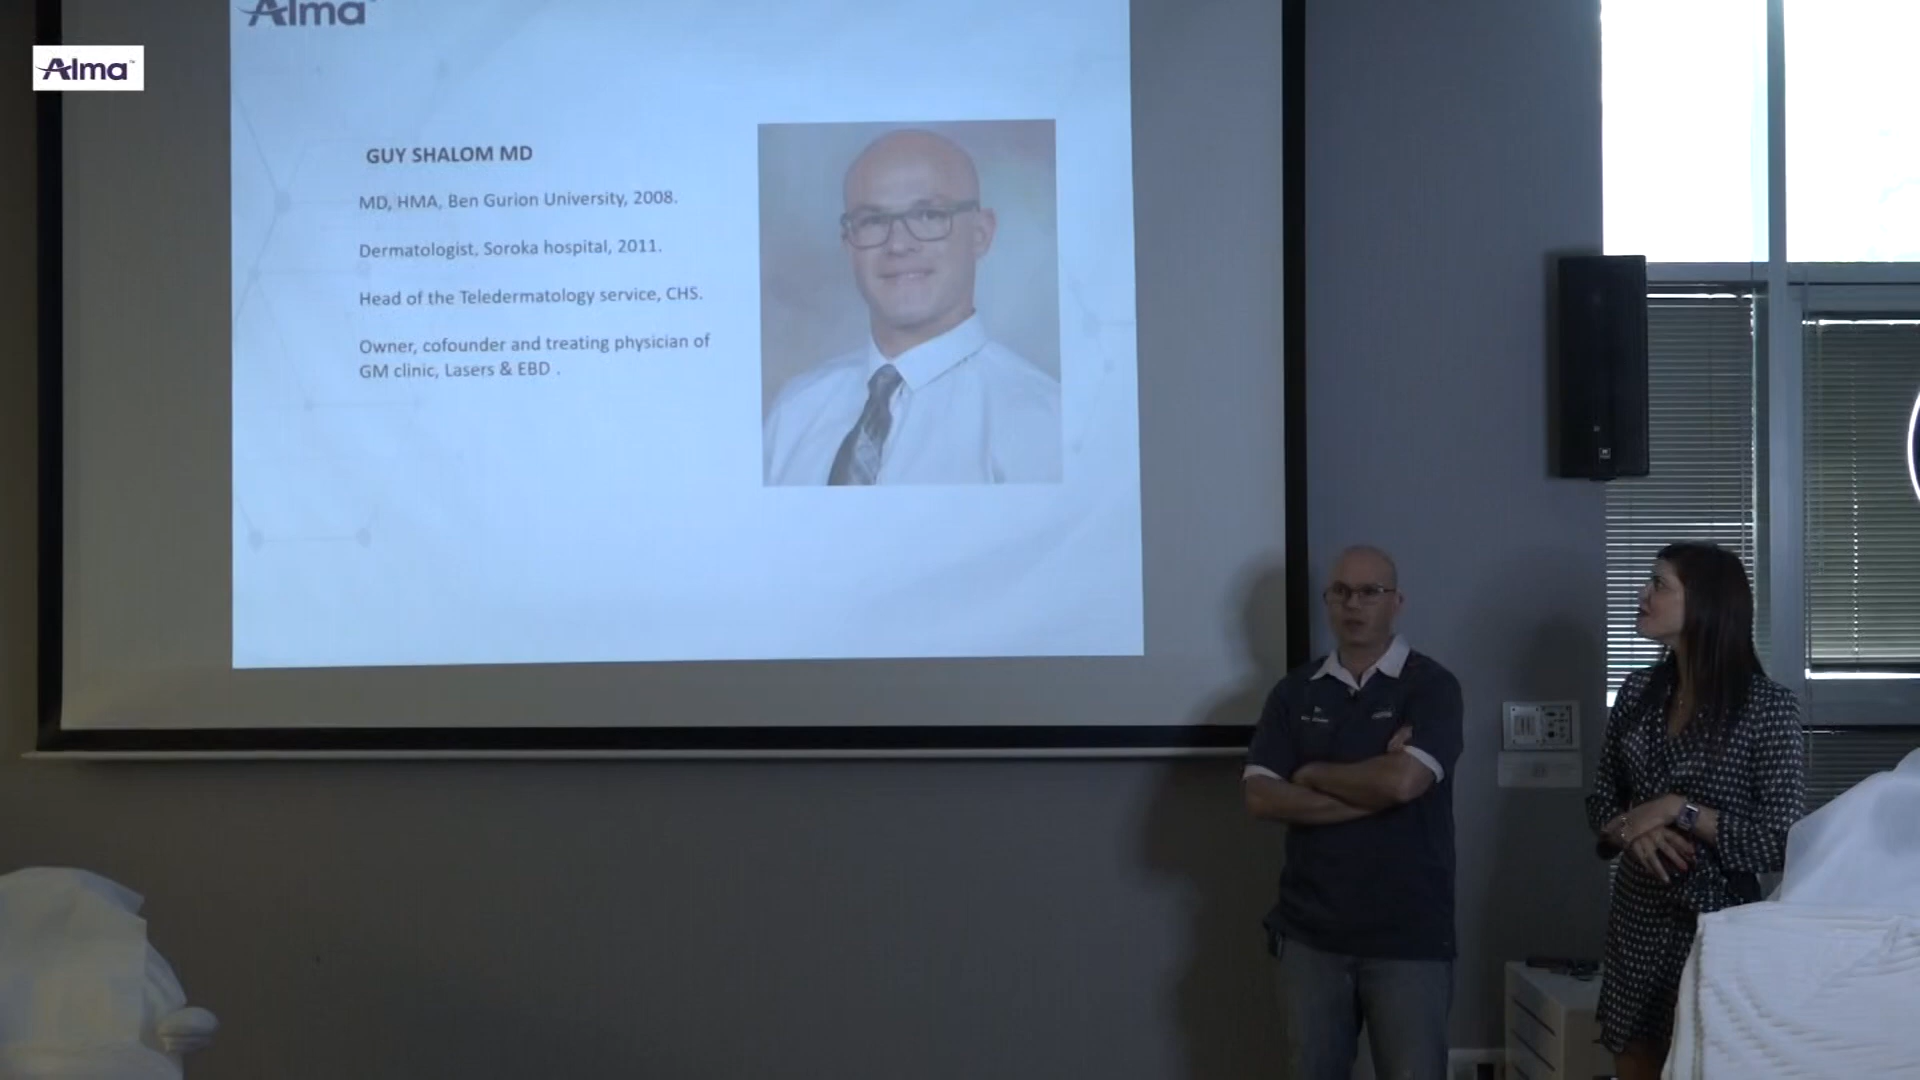 Alma
Alma™
GUY SHALOM MD
MD, HMA, Ben Gurion University, 2008.
Dermatologist, Soroka hospital, 2011.
Head of the Teledermatology service, CHS.
Owner, cofounder and treating physician of
GM clinic, Lasers & EBD .